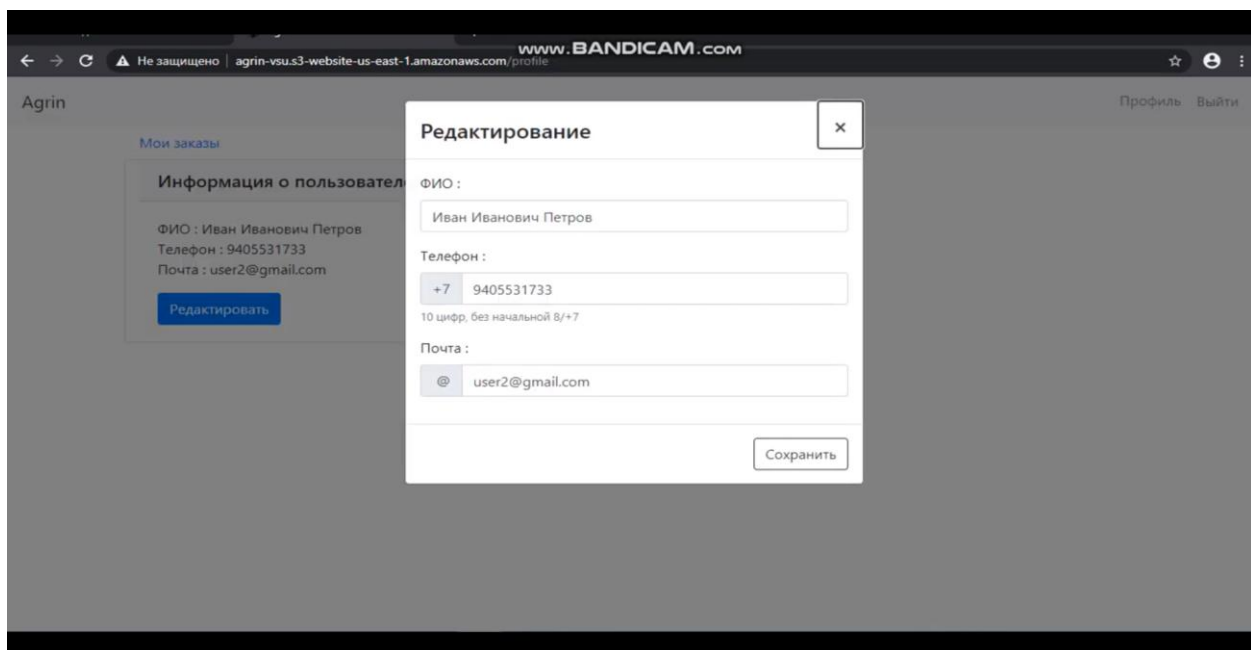 www.BANDICAM.com
Не защищено | agrin-vsu.s3-website-us-east-1.amazonaws.com/profile
Agrin
Профиль Выйти
Мои заказы
Информация о пользовател
ФИО : Иван Иванович Петров
Телефон : 9405531733
Почта : user2@gmail.com
Редактировать
Редактирование
×
ФИО :
Иван Иванович Петров
Телефон :
+7 9405531733
10 цифр, без начальной 8/+7
Почта :
@ user2@gmail.com
Сохранить